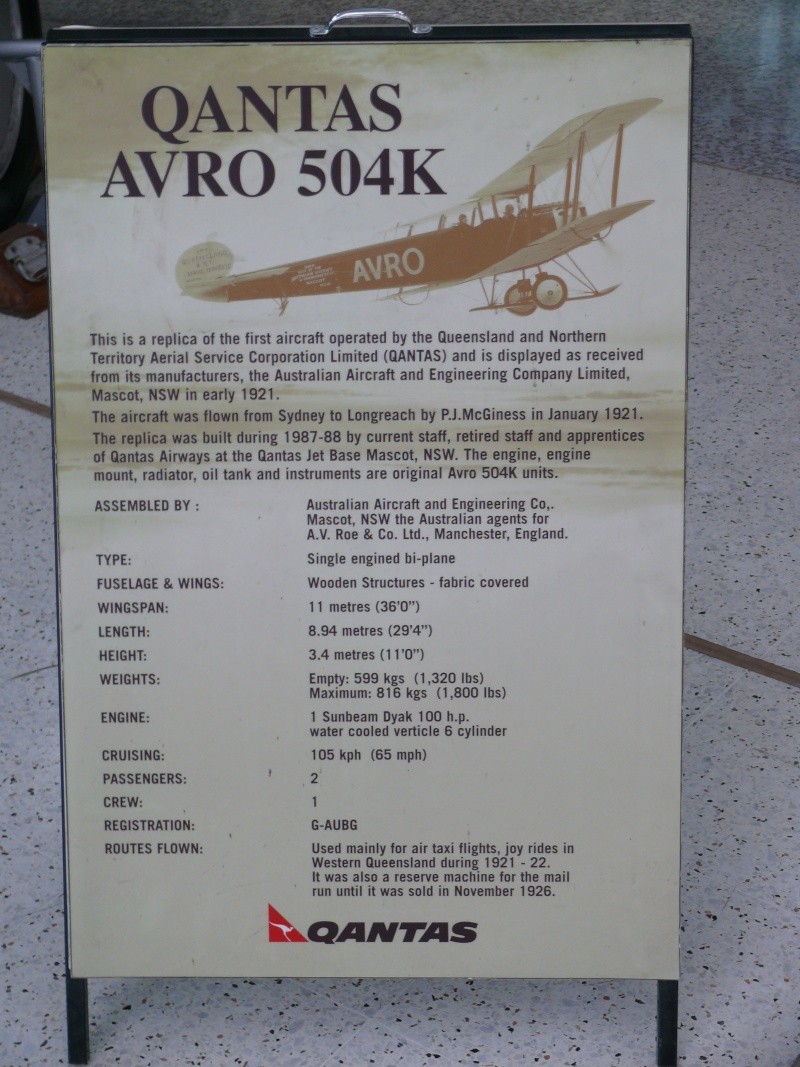 QANTAS
AVRO 504K
AVRO
This is a replica of the first aircraft operated by the Queensland and Northern
Territory Aerial Service Corporation Limited (QANTAS) and is displayed as received
from its manufacturers, the Australian Aircraft and Engineering Company Limited,
Mascot, NSW in early 1921.
The aircraft was flown from Sydney to Longreach by P.J.McGiness in January 1921.
The replica was built during 1987-88 by current staff, retired staff and apprentices
of Qantas Airways at the Qantas Jet Base Mascot, NSW. The engine, engine
mount, radiator, oil tank and instruments are original Avro 504K units.
ASSEMBLED BY : Australian Aircraft and Engineering Co,.
Mascot, NSW the Australian agents for
A.V. Roe & Co. Ltd., Manchester, England.
TYPE: Single engined bi-plane
FUSELAGE & WINGS: Wooden Structures - fabric covered
WINGSPAN: 11 metres (36'0")
LENGTH: 8.94 metres (29'4")
HEIGHT: 3.4 metres (11'0")
WEIGHTS: Empty: 599 kgs (1,320 lbs)
Maximum: 816 kgs (1,800 lbs)
ENGINE: 1 Sunbeam Dyak 100 h.p.
water cooled verticle 6 cylinder
CRUISING: 105 kph (65 mph)
PASSENGERS: 2
CREW: 1
REGISTRATION: G-AUBG
ROUTES FLOWN: Used mainly for air taxi flights, joy rides in
Western Queensland during 1921 - 22.
It was also a reserve machine for the mail
run until it was sold in November 1926.
QANTAS